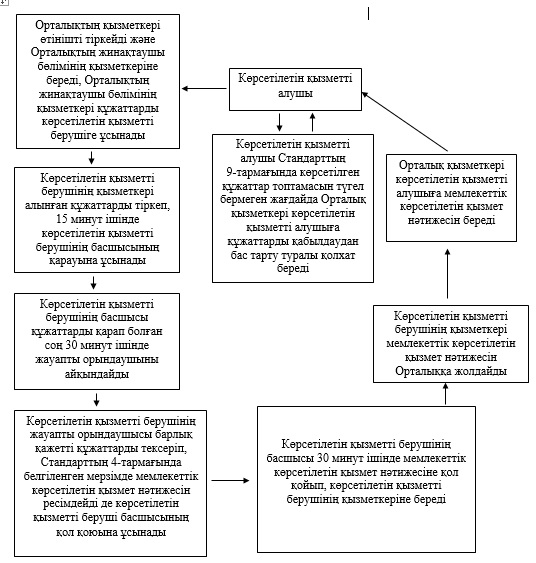 Орталықтың қызметкері
өтінішті тіркейді және
Орталықтың жинақтаушы
бөлімінің қызметкеріне
береді, Орталықтың
жинақтаушы бөлімінің
қызметкері құжаттарды
көрсетілетін қызметті
берушіге ұсынады
Көрсетілетін қызметті
алушы
Көрсетілетін қызметті
алушы Стандарттың
9-тармағында көрсетілген
құжаттар топтамасын түгел
бермеген жағдайда Орталық
қызметкері көрсетілетін
қызметті алушыға
құжаттарды қабылдаудан
бас тарту туралы қолхат
береді
Орталық қызметкері
көрсетілетін қызметті
алушыға мемлекеттік
көрсетілетін қызмет
нәтижесін береді
Көрсетілетін қызметті
берушінің қызметкері
алынған құжаттарды тіркеп,
15 минут ішінде
көрсетілетін қызметті
берушінің басшысының
қарауына ұсынады
Көрсетілетін қызметті
берушінің басшысы
құжаттарды қарап болған
соң 30 минут ішінде
жауапты орындаушыны
айқындайды
Көрсетілетін қызметті
берушінің қызметкері
мемлекеттік көрсетілетін
қызмет нәтижесін
Орталыққа жолдайды
Көрсетілетін қызметті берушінің
жауапты орындаушысы барлық
қажетті құжаттарды тексеріп,
Стандарттың 4-тармағында
белгіленген мерзімде мемлекеттік
көрсетілетін қызмет нәтижесін
ресімдейді де көрсетілетін
қызметті беруші басшысының
қол қоюына ұсынады
Көрсетілетін қызметті берушінің
басшысы 30 минут ішінде мемлекеттік
көрсетілетін қызмет нәтижесіне қол
қойып, көрсетілетін қызметті
берушінің қызметкеріне береді